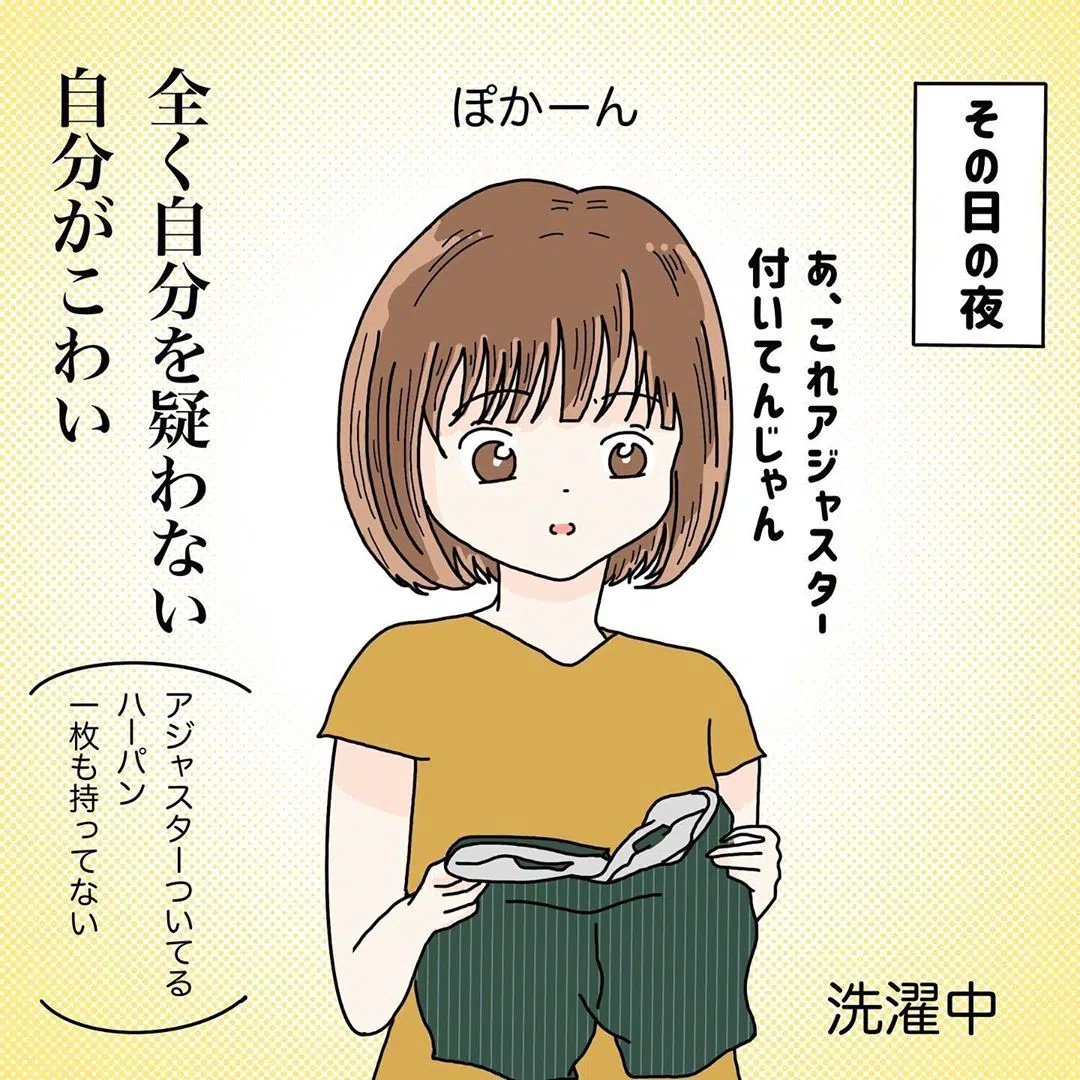 その日の夜
あ、これアジャスター
付いてんじゃん
ぽかーん
全く自分を疑わない
自分がこわい
アジャスターついてる
ハーパン
一枚も持ってない
洗濯中